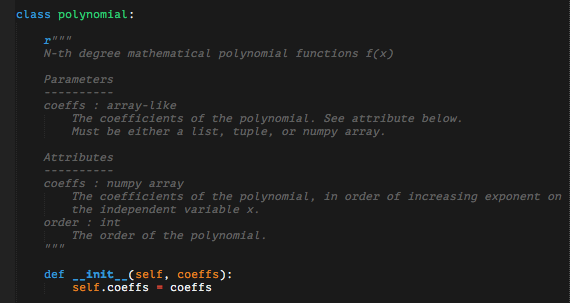 class polynomial:
r"""
N-th degree mathematical polynomial functions f(x)
Parameters
----------
coeffs : array-like
The coefficients of the polynomial. See attribute below.
Must be either a list, tuple, or numpy array.
Attributes
----------
coeffs : numpy array
The coefficients of the polynomial, in order of increasing exponent on
the independent variable x.
order : int
The order of the polynomial.
"""
def __init__(self, coeffs):
self.coeffs = coeffs